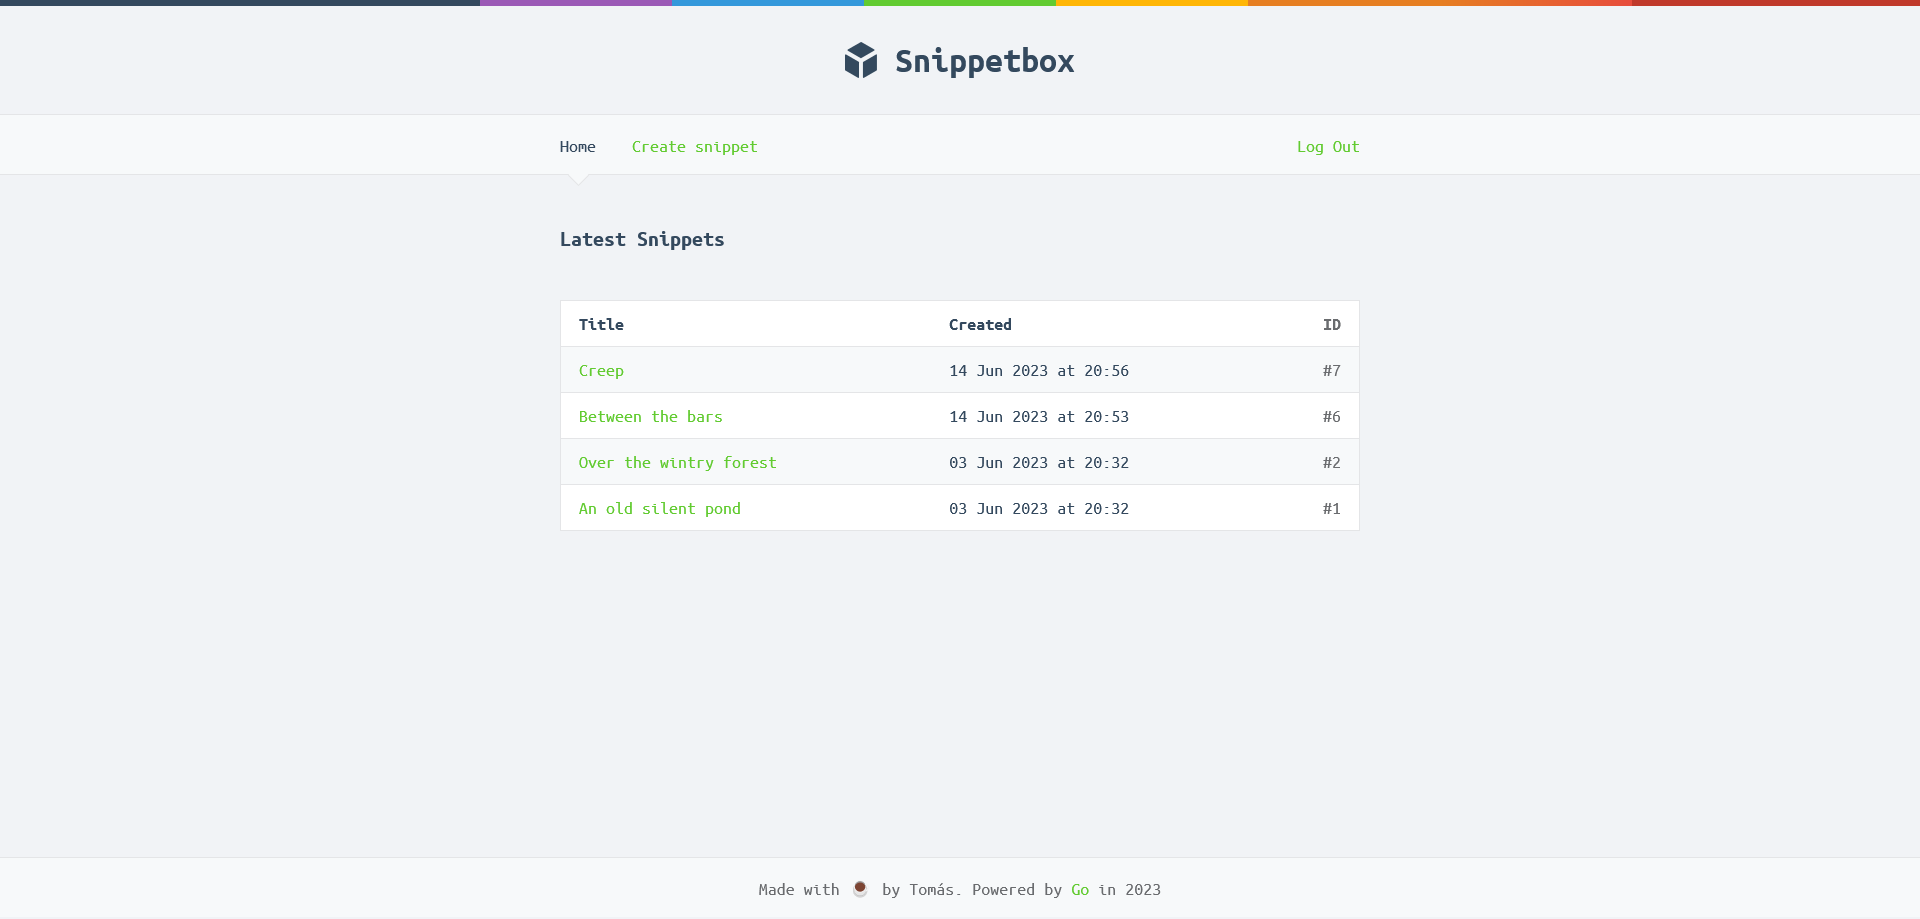 Snippetbox
Home Create snippet Log Out
Latest Snippets
Title Created ID
Creep 14 Jun 2023 at 20:56 #7
Between the bars 14 Jun 2023 at 20:53 #6
Over the wintry forest 03 Jun 2023 at 20:32 #2
An old silent pond 03 Jun 2023 at 20:32 #1
Made with by Tomás. Powered by Go in 2023